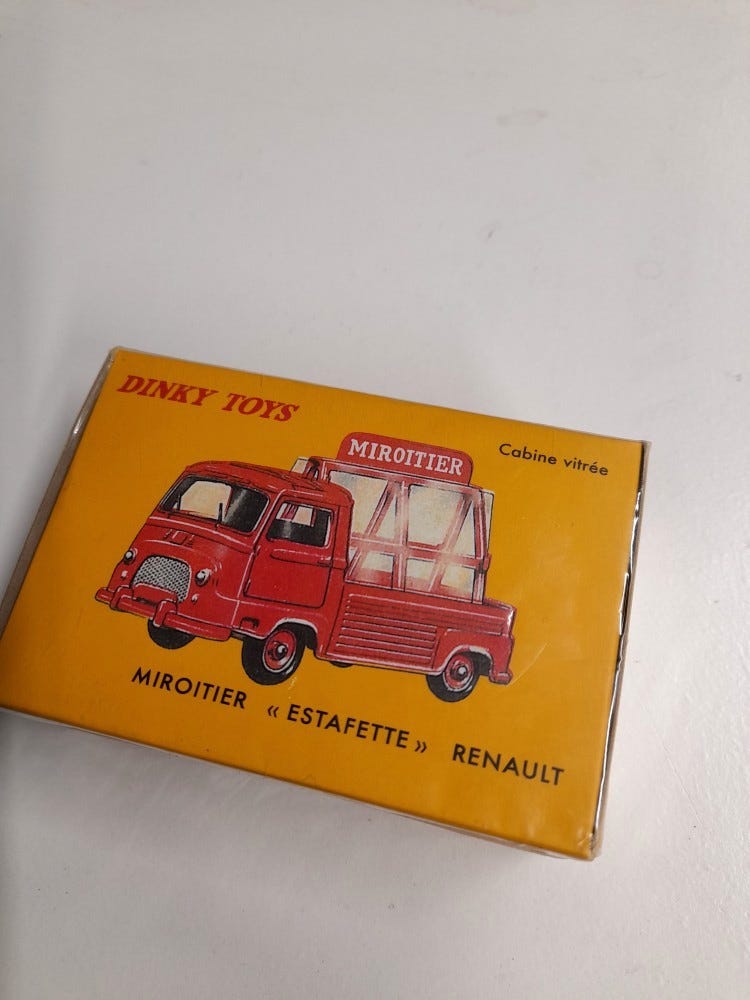 DINKY TOYS
Cabine vitrée
MIROITIER
MIROITIER « ESTAFETTE » RENAULT